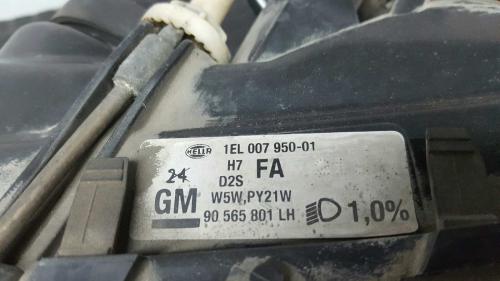 HELLA 1EL 007 950-01
H7 FA
24 D2S
GM W5W,PY21W
90 565 801 LH 1,0%